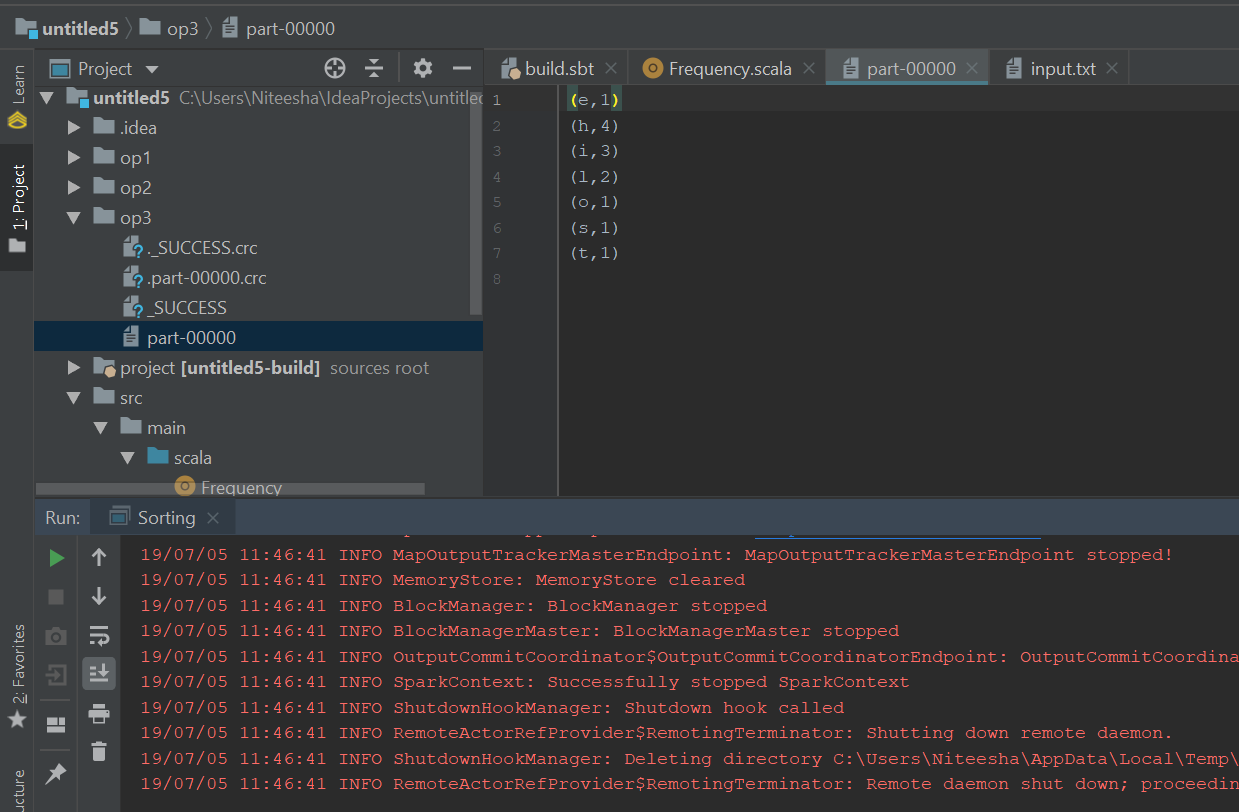 untitled5 op3 part-00000
Project
build.sbt Frequency.scala part-00000 input.txt
Learn
1: Project
2: Favorites
untitled5 C:\Users\Niteesha\IdeaProjects\untitled
.idea
op1
op2
op3
._SUCCESS.crc
.part-00000.crc
_SUCCESS
part-00000
project [untitled5-build] sources root
src
main
scala
Frequency
1 (e,1)
2 (h,4)
3 (i,3)
4 (l,2)
5 (o,1)
6 (s,1)
7 (t,1)
8
Run: Sorting
19/07/05 11:46:41 INFO MapOutputTrackerMasterEndpoint: MapOutputTrackerMasterEndpoint stopped!
19/07/05 11:46:41 INFO MemoryStore: MemoryStore cleared
19/07/05 11:46:41 INFO BlockManager: BlockManager stopped
19/07/05 11:46:41 INFO BlockManagerMaster: BlockManagerMaster stopped
19/07/05 11:46:41 INFO OutputCommitCoordinator$OutputCommitCoordinatorEndpoint: OutputCommitCoordina
19/07/05 11:46:41 INFO SparkContext: Successfully stopped SparkContext
19/07/05 11:46:41 INFO ShutdownHookManager: Shutdown hook called
19/07/05 11:46:41 INFO RemoteActorRefProvider$RemotingTerminator: Shutting down remote daemon.
19/07/05 11:46:41 INFO ShutdownHookManager: Deleting directory C:\Users\Niteesha\AppData\Local\Temp\
19/07/05 11:46:41 INFO RemoteActorRefProvider$RemotingTerminator: Remote daemon shut down; proceedin
ucture